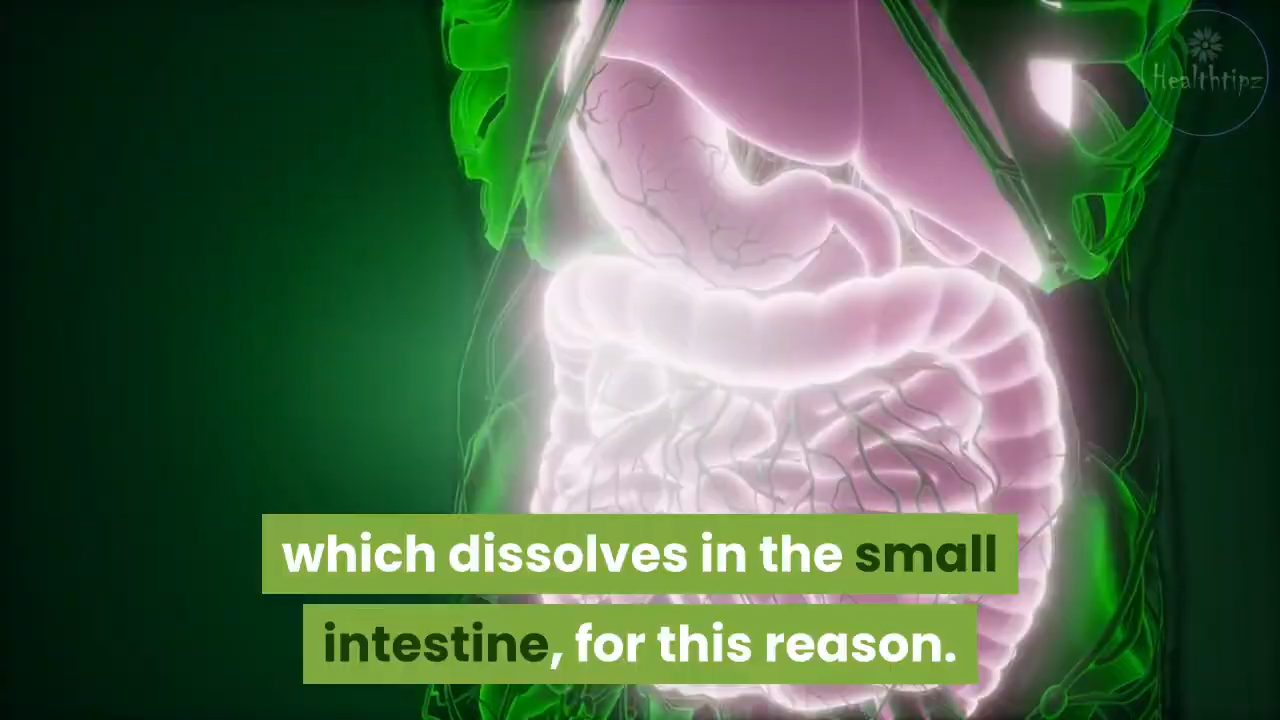 Healthtipz
which dissolves in the small
intestine, for this reason.